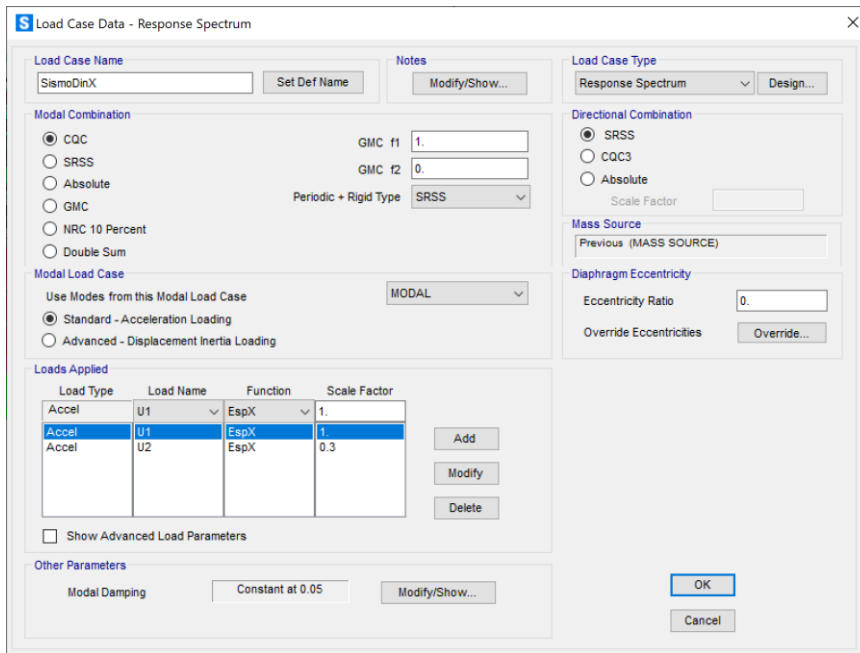 S Load Case Data - Response Spectrum
Load Case Name
SismoDinX
Set Def Name
Notes
Modify/Show...
Load Case Type
Response Spectrum
Design...
Modal Combination
CQC
SRSS
Absolute
GMC
NRC 10 Percent
Double Sum
GMC f1
1.
GMC f2
0.
Periodic + Rigid Type
SRSS
Directional Combination
SRSS
CQC3
Absolute
Scale Factor
Mass Source
Previous (MASS SOURCE)
Modal Load Case
Use Modes from this Modal Load Case
MODAL
Standard - Acceleration Loading
Advanced - Displacement Inertia Loading
Diaphragm Eccentricity
Eccentricity Ratio
0.
Override Eccentricities
Override...
Loads Applied
Load Type Load Name Function Scale Factor
Accel U1 EspX 1.
Accel U1 EspX 1.
Accel U2 EspX 0.3
Add
Modify
Delete
Show Advanced Load Parameters
Other Parameters
Modal Damping
Constant at 0.05
Modify/Show...
OK
Cancel